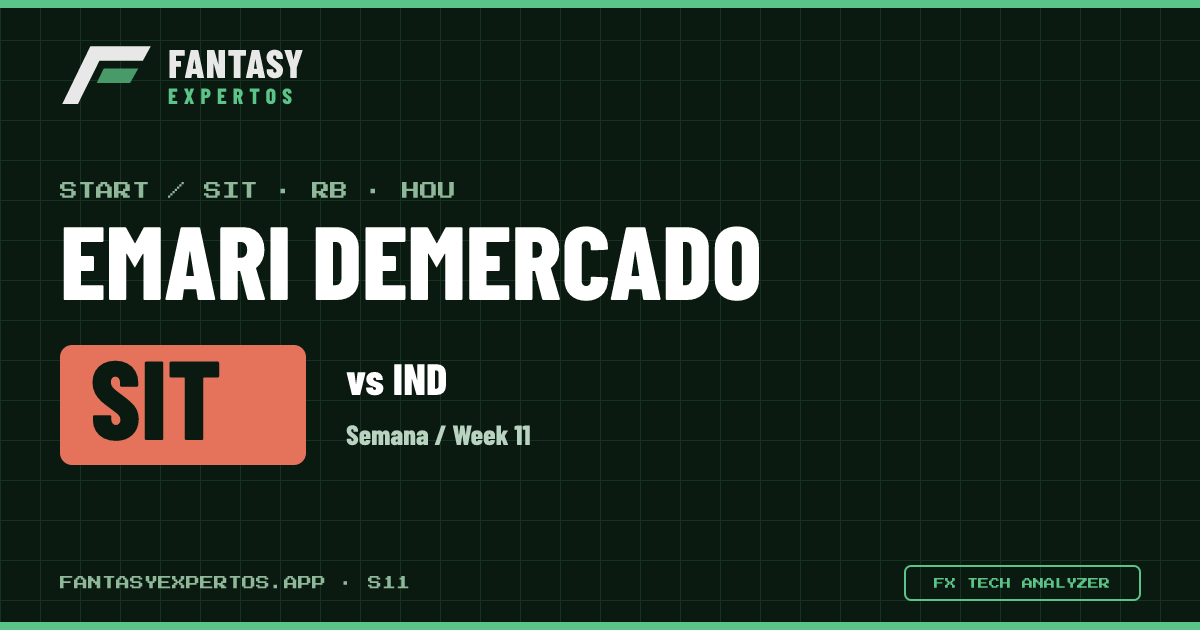 FANTASY
EXPERTOS
START / SIT · RB · HOU
EMARI DEMERCADO
SIT
vs IND
Semana / Week 11
FANTASYEXPERTOS.APP · S11
FX TECH ANALYZER